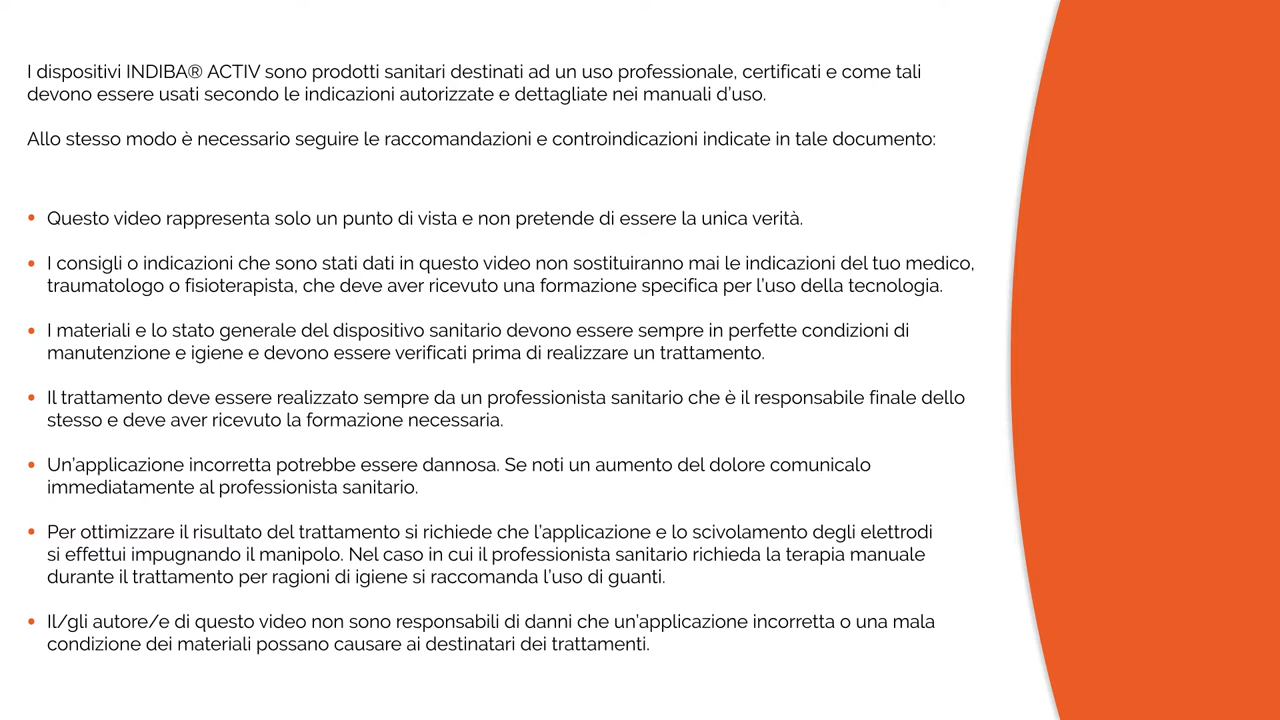 I dispositivi INDIBA® ACTIV sono prodotti sanitari destinati ad un uso professionale, certificati e come tali
devono essere usati secondo le indicazioni autorizzate e dettagliate nei manuali d'uso.
Allo stesso modo è necessario seguire le raccomandazioni e controindicazioni indicate in tale documento:
• Questo video rappresenta solo un punto di vista e non pretende di essere la unica verità.
• I consigli o indicazioni che sono stati dati in questo video non sostituiranno mai le indicazioni del tuo medico,
traumatologo o fisioterapista, che deve aver ricevuto una formazione specifica per l'uso della tecnologia.
• I materiali e lo stato generale del dispositivo sanitario devono essere sempre in perfette condizioni di
manutenzione e igiene e devono essere verificati prima di realizzare un trattamento.
• Il trattamento deve essere realizzato sempre da un professionista sanitario che è il responsabile finale dello
stesso e deve aver ricevuto la formazione necessaria.
• Un'applicazione incorretta potrebbe essere dannosa. Se noti un aumento del dolore comunicalo
immediatamente al professionista sanitario.
• Per ottimizzare il risultato del trattamento si richiede che l'applicazione e lo scivolamento degli elettrodi
si effettui impugnando il manipolo. Nel caso in cui il professionista sanitario richieda la terapia manuale
durante il trattamento per ragioni di igiene si raccomanda l'uso di guanti.
• Il/gli autore/e di questo video non sono responsabili di danni che un'applicazione incorretta o una mala
condizione dei materiali possano causare ai destinatari dei trattamenti.